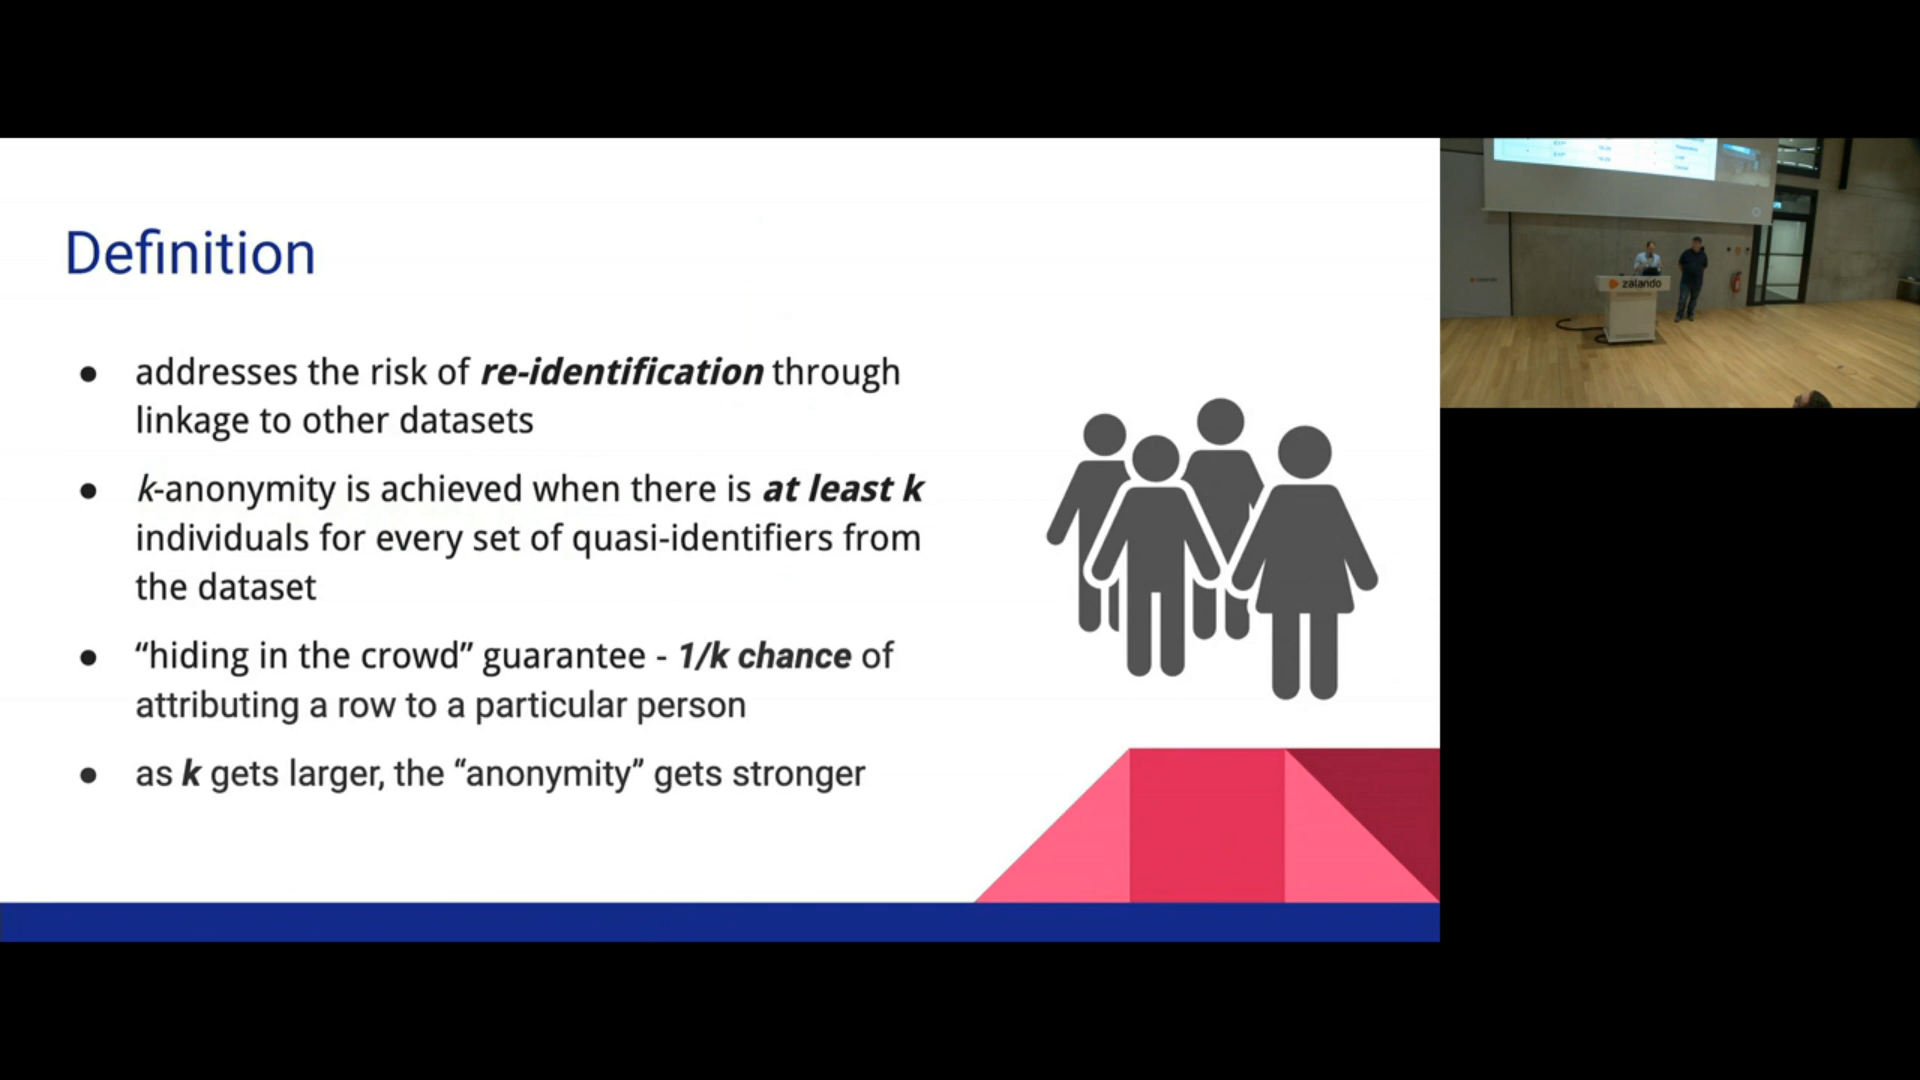 Definition
● addresses the risk of re-identification through
linkage to other datasets
● k-anonymity is achieved when there is at least k
individuals for every set of quasi-identifiers from
the dataset
● “hiding in the crowd” guarantee - 1/k chance of
attributing a row to a particular person
● as k gets larger, the “anonymity” gets stronger
zalando